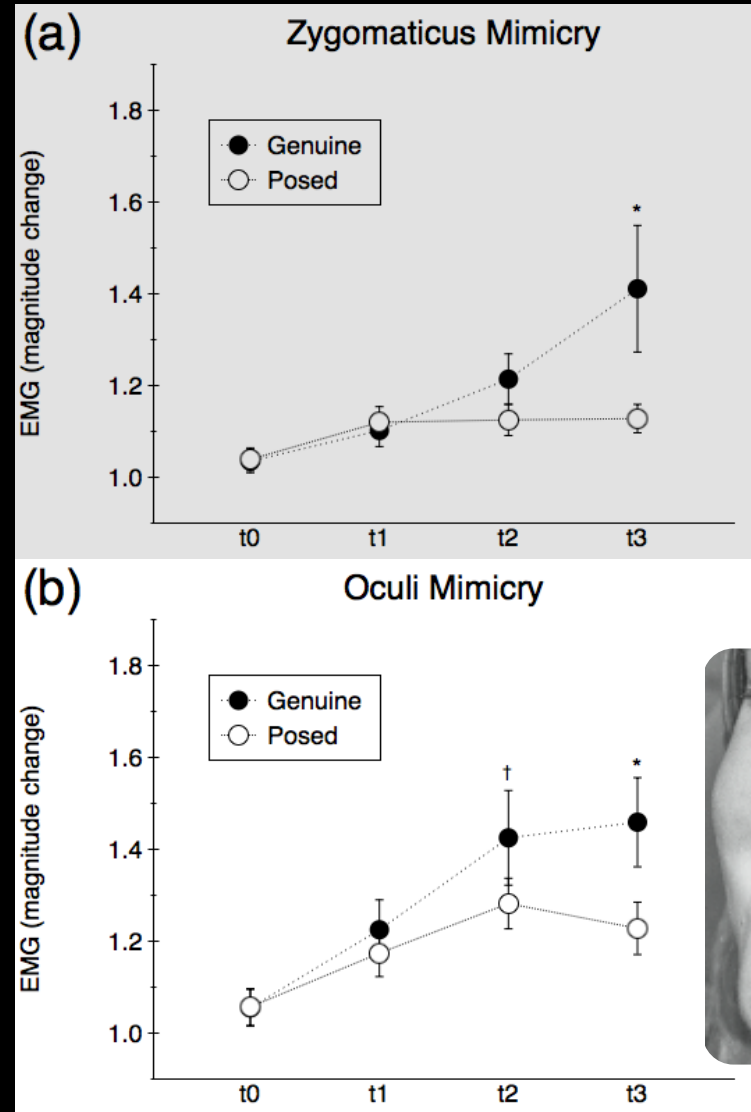 (a) Zygomaticus Mimicry
EMG (magnitude change)
1.8
1.6
1.4
1.2
1.0
Genuine
Posed
*
t0 t1 t2 t3
(b) Oculi Mimicry
EMG (magnitude change)
1.8
1.6
1.4
1.2
1.0
Genuine
Posed
† *
t0 t1 t2 t3